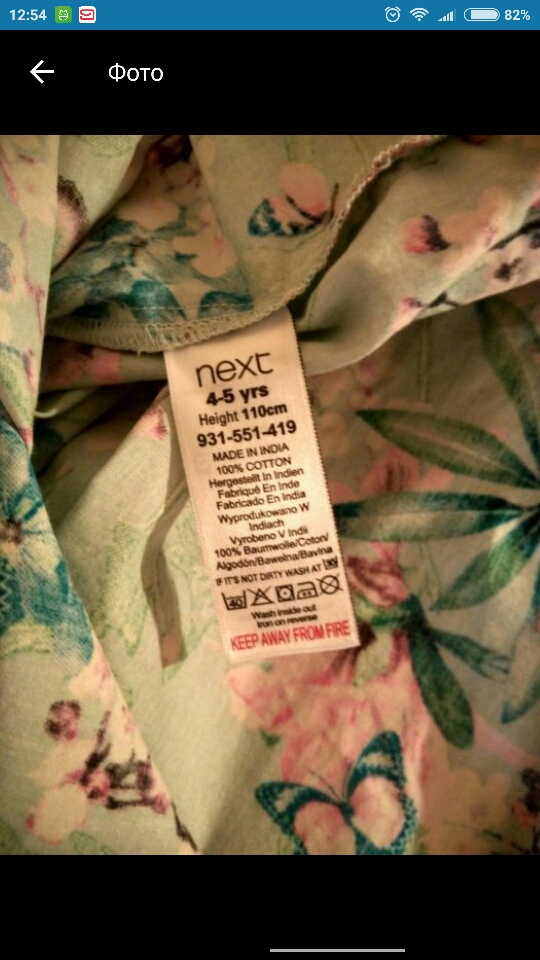 12:54
82%
Фото
next
4-5 yrs
Height 110cm
931-551-419
MADE IN INDIA
100% COTTON
Hergestellt In Indien
Fabriqué En Inde
Fabricado En India
Wyprodukowano W
Indiach
Vyrobeno V Indii
100% Baumwolle/Coton/
Algodón/Bawełna/Bavlna
IF IT'S NOT DIRTY WASH AT 30
40
Wash inside out
Iron on reverse
KEEP AWAY FROM FIRE